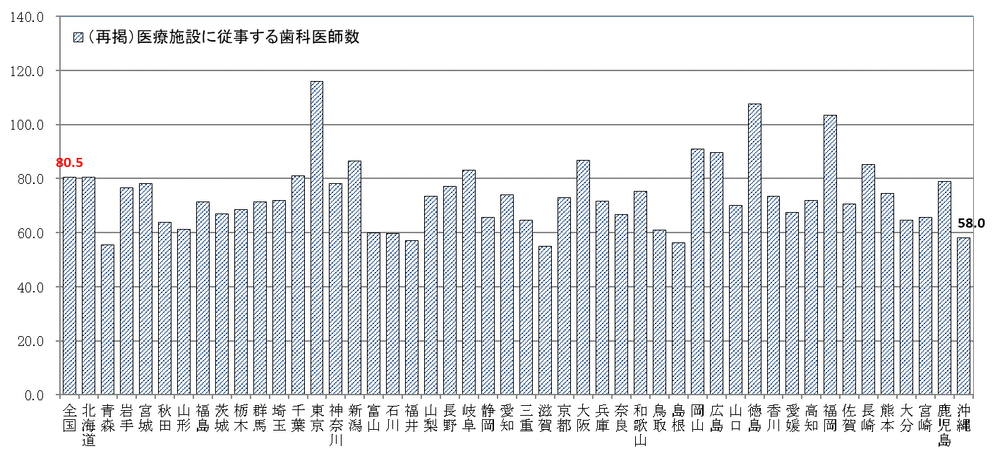 140.0
120.0
100.0
80.0
60.0
40.0
20.0
0.0
（再掲）医療施設に従事する歯科医師数
80.5
58.0
全国
北海道
青森
岩手
宮城
秋田
山形
福島
茨城
栃木
群馬
埼玉
千葉
東京
神奈川
新潟
富山
石川
福井
山梨
長野
岐阜
静岡
愛知
三重
滋賀
京都
大阪
兵庫
奈良
和歌山
鳥取
島根
岡山
広島
山口
徳島
香川
愛媛
高知
福岡
佐賀
長崎
熊本
大分
宮崎
鹿児島
沖縄